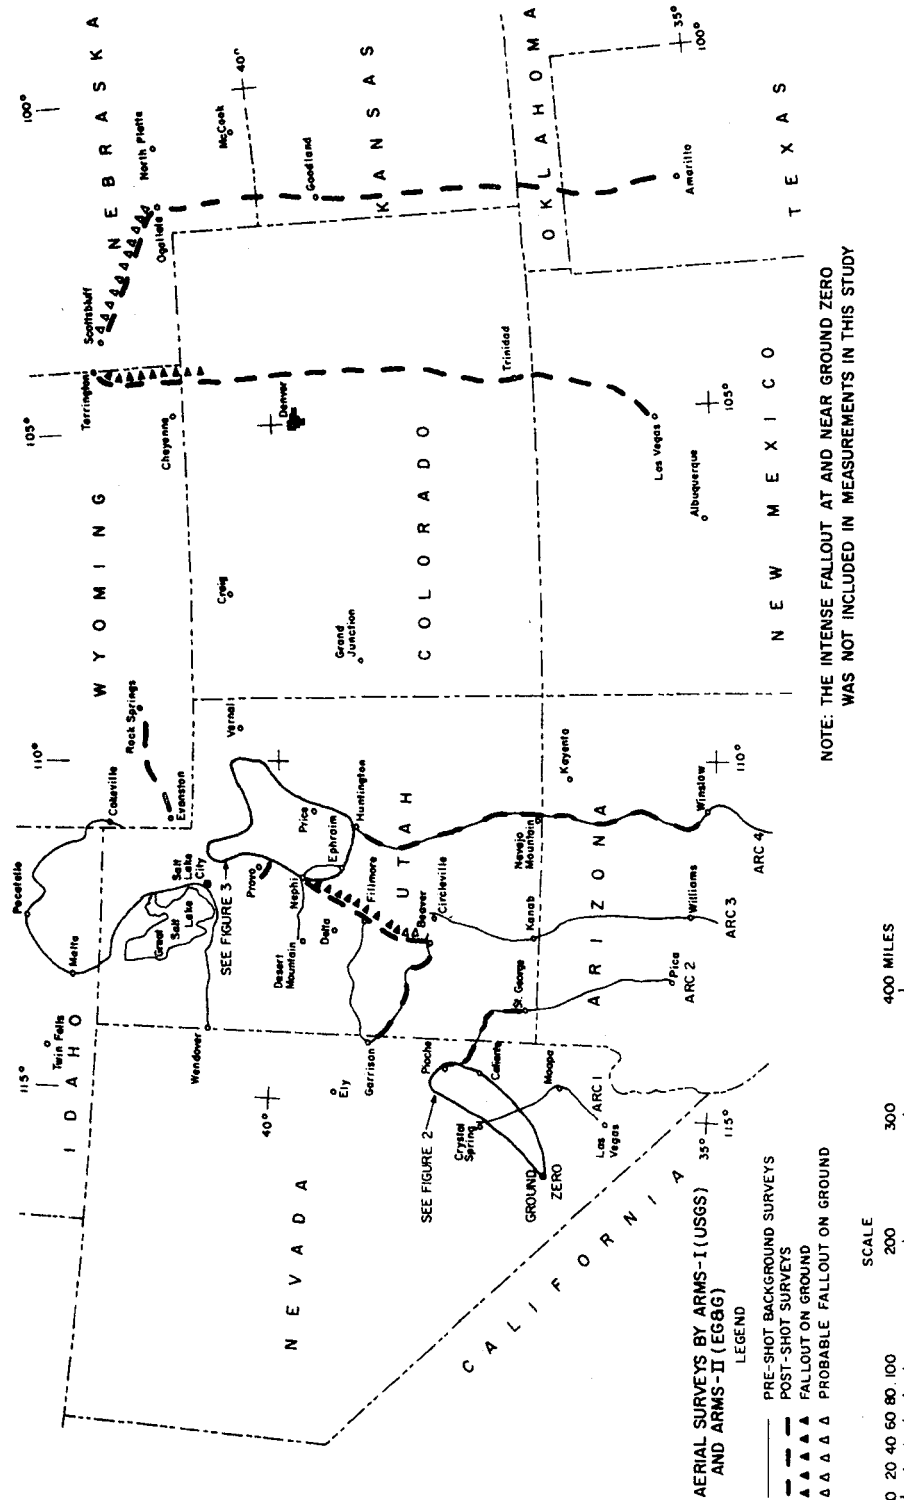 IDAHO
WYOMING
NEBRASKA
NEVADA
UTAH
COLORADO
KANSAS
CALIFORNIA
ARIZONA
NEW MEXICO
OKLAHOMA
TEXAS
115°
110°
105°
100°
40°
40°
35°
115°
110°
105°
35°
100°
Twin Falls
Malta
Pocatello
Cokeville
Evanston
Rock Springs
Great
Salt
Lake
Salt
Lake
City
Wendover
SEE FIGURE 3
Provo
Vernal
Craig
Cheyenne
Torrington
Scottsbluff
Ogallala
North Platte
McCook
Goodland
Denver
Grand
Junction
Price
Huntington
Ephraim
Nephi
Desert
Mountain
Delta
Fillmore
Beaver
Circleville
Ely
Garrison
Pioche
Caliente
SEE FIGURE 2
Crystal
Spring
GROUND
ZERO
Moapa
ARC 1
Las
Vegas
St. George
Kanab
Navajo
Mountain
Kayenta
Pica
ARC 2
Williams
ARC 3
Winslow
ARC 4
Trinidad
Las Vegas
Albuquerque
Amarillo
AERIAL SURVEYS BY ARMS-I (USGS)
AND ARMS-II (EG&G)
LEGEND
PRE-SHOT BACKGROUND SURVEYS
POST-SHOT SURVEYS
FALLOUT ON GROUND
PROBABLE FALLOUT ON GROUND
SCALE
0 20 40 60 80 100 200 300 400 MILES
NOTE: THE INTENSE FALLOUT AT AND NEAR GROUND ZERO
WAS NOT INCLUDED IN MEASUREMENTS IN THIS STUDY